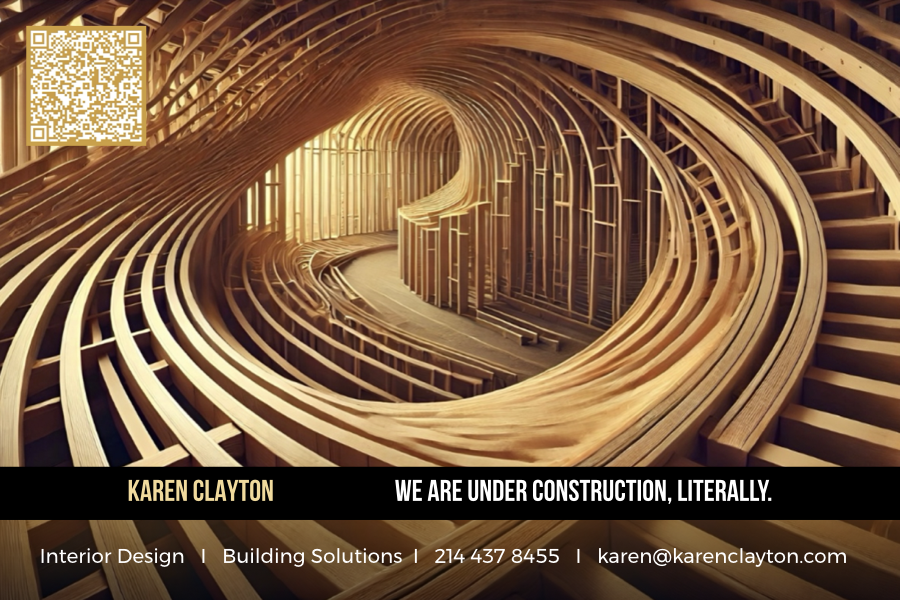 KAREN CLAYTON WE ARE UNDER CONSTRUCTION, LITERALLY.
Interior Design I Building Solutions I 214 437 8455 I karen@karenclayton.com